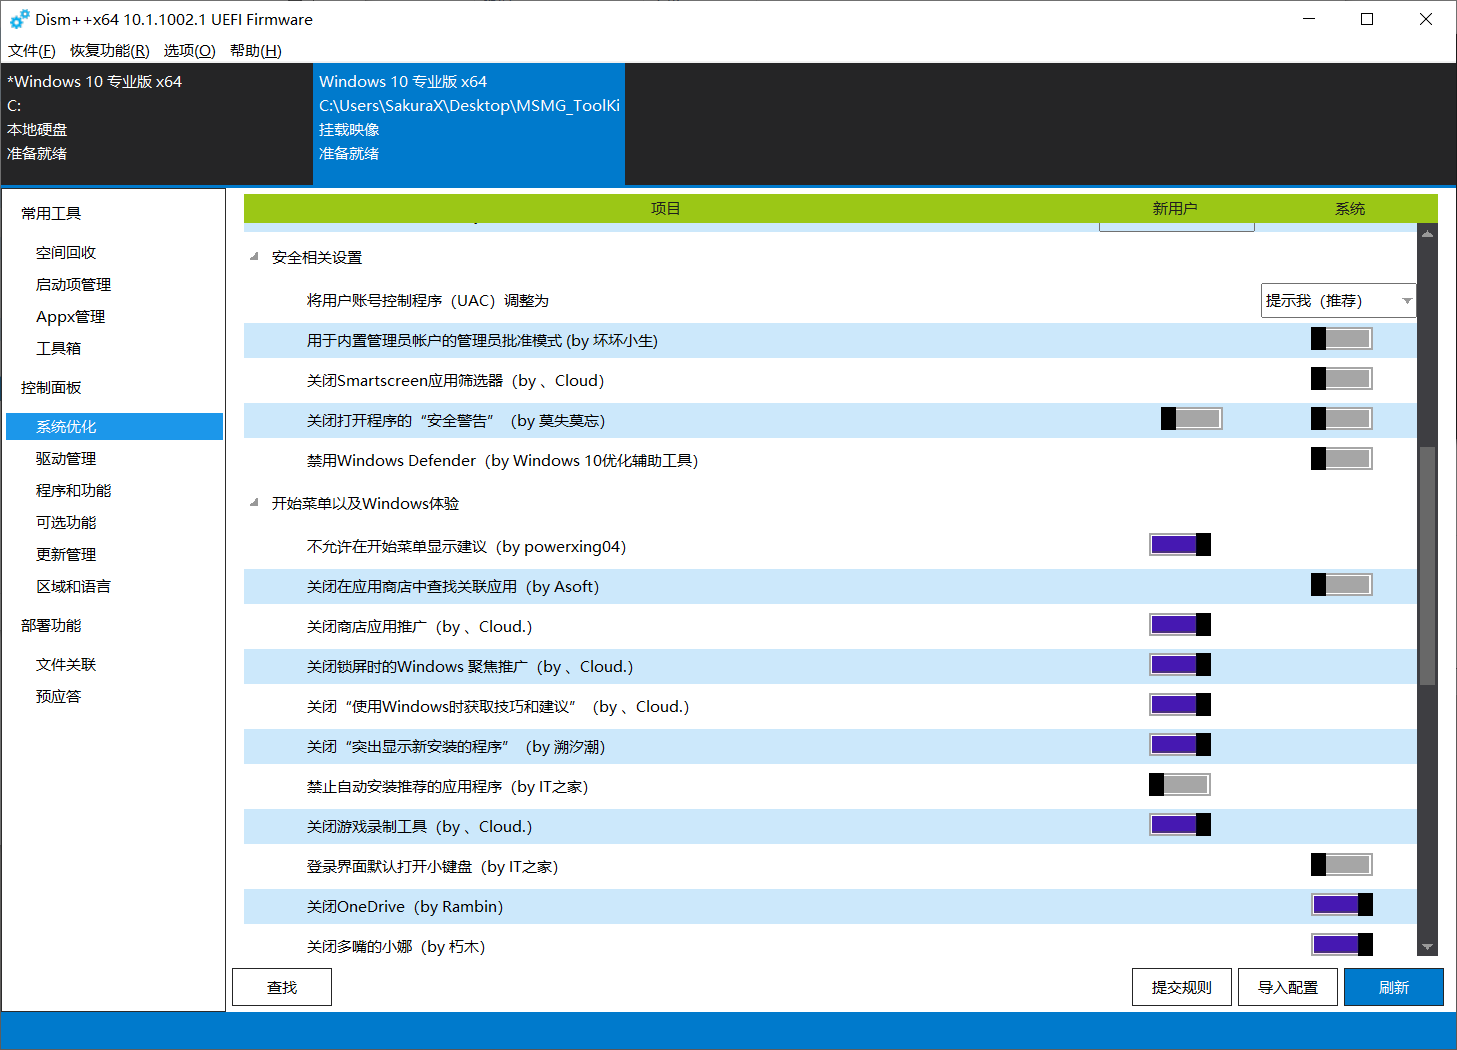 Dism++x64 10.1.1002.1 UEFI Firmware
文件(F) 恢复功能(R) 选项(O) 帮助(H)
*Windows 10 专业版 x64
C:
本地硬盘
准备就绪
Windows 10 专业版 x64
C:\Users\SakuraX\Desktop\MSMG_ToolKi
挂载映像
准备就绪
常用工具
空间回收
启动项管理
Appx管理
工具箱
控制面板
系统优化
驱动管理
程序和功能
可选功能
更新管理
区域和语言
部署功能
文件关联
预应答
项目 新用户 系统
安全相关设置
将用户账号控制程序（UAC）调整为 提示我（推荐）
用于内置管理员帐户的管理员批准模式 (by 坏坏小生)
关闭Smartscreen应用筛选器（by 、Cloud）
关闭打开程序的“安全警告”（by 莫失莫忘）
禁用Windows Defender（by Windows 10优化辅助工具）
开始菜单以及Windows体验
不允许在开始菜单显示建议（by powerxing04）
关闭在应用商店中查找关联应用（by Asoft）
关闭商店应用推广（by 、Cloud.）
关闭锁屏时的Windows 聚焦推广（by 、Cloud.）
关闭“使用Windows时获取技巧和建议”（by 、Cloud.）
关闭“突出显示新安装的程序”（by 溯汐潮）
禁止自动安装推荐的应用程序（by IT之家）
关闭游戏录制工具（by 、Cloud.）
登录界面默认打开小键盘（by IT之家）
关闭OneDrive（by Rambin）
关闭多嘴的小娜（by 朽木）
查找 提交规则 导入配置 刷新